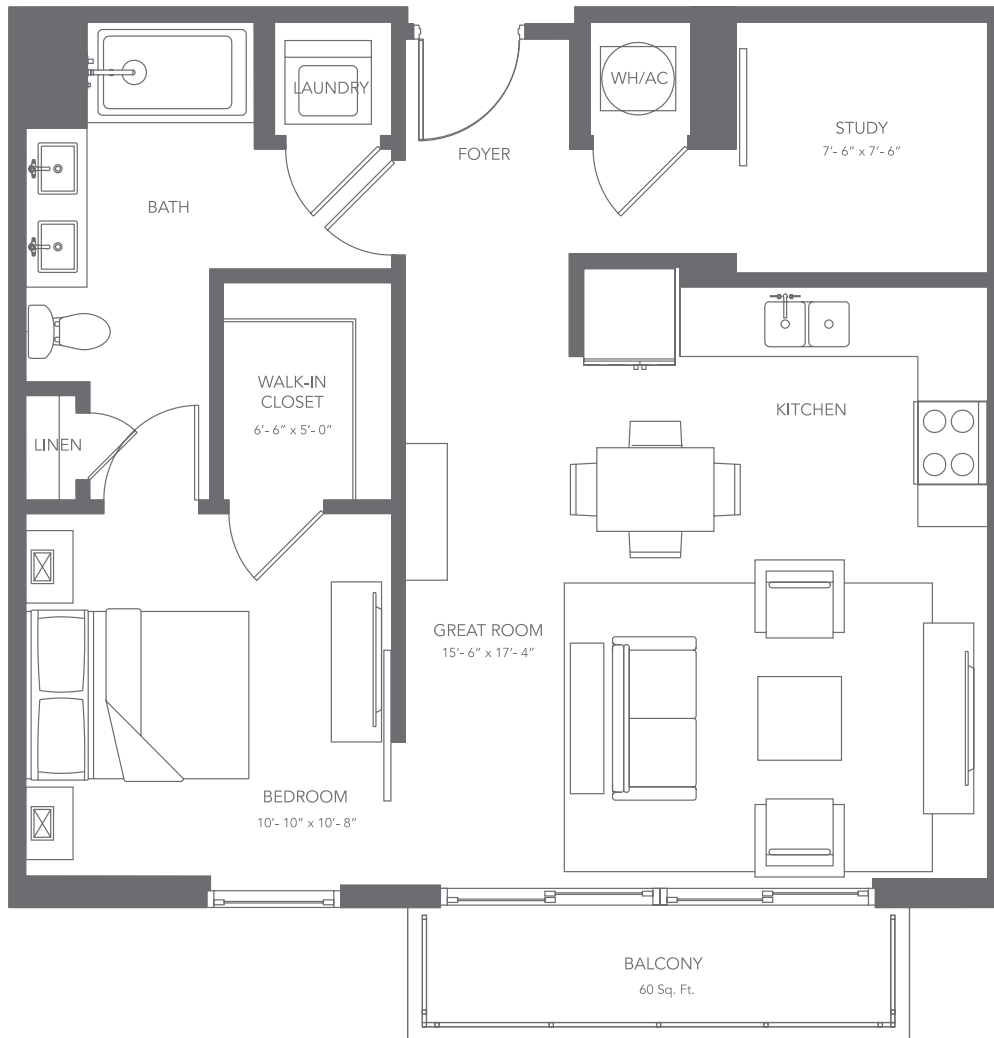 LAUNDRY
WH/AC
STUDY
7'- 6” x 7'- 6”
FOYER
BATH
WALK-IN
CLOSET
6'- 6” x 5'- 0”
KITCHEN
LINEN
GREAT ROOM
15'- 6” x 17'- 4”
BEDROOM
10'- 10” x 10'- 8”
BALCONY
60 Sq. Ft.